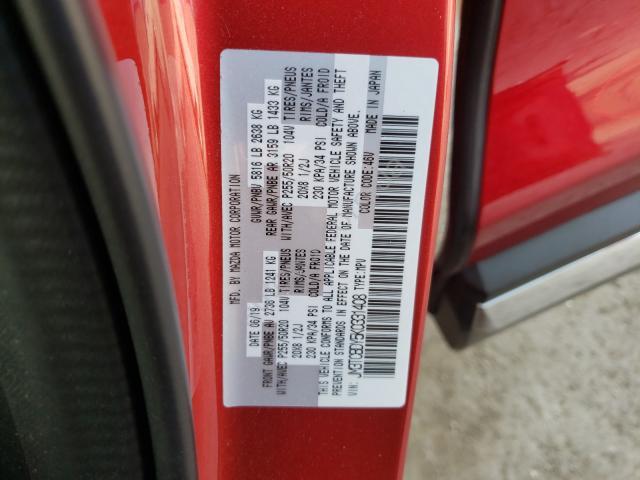 MFD. BY MAZDA MOTOR CORPORATION
DATE 06/19 GVWR/PNBV 5816 LB 2638 KG
FRONT GAWR/PNBE AV 2736 LB 1241 KG REAR GAWR/PNBE AR 3159 LB 1433 KG
WITH/AVEC P255/50R20 104V TIRES/PNEUS WITH/AVEC P255/50R20 104V TIRES/PNEUS
20X8 1/2J RIMS/JANTES 20X8 1/2J RIMS/JANTES
230 KPA/34 PSI COLD/A FROID 230 KPA/34 PSI COLD/A FROID
THIS VEHICLE CONFORMS TO ALL APPLICABLE FEDERAL MOTOR VEHICLE SAFETY AND THEFT
PREVENTION STANDARDS IN EFFECT ON THE DATE OF MANUFACTURE SHOWN ABOVE.
VIN: TYPE:MPV COLOR CODE:46V MADE IN JAPAN